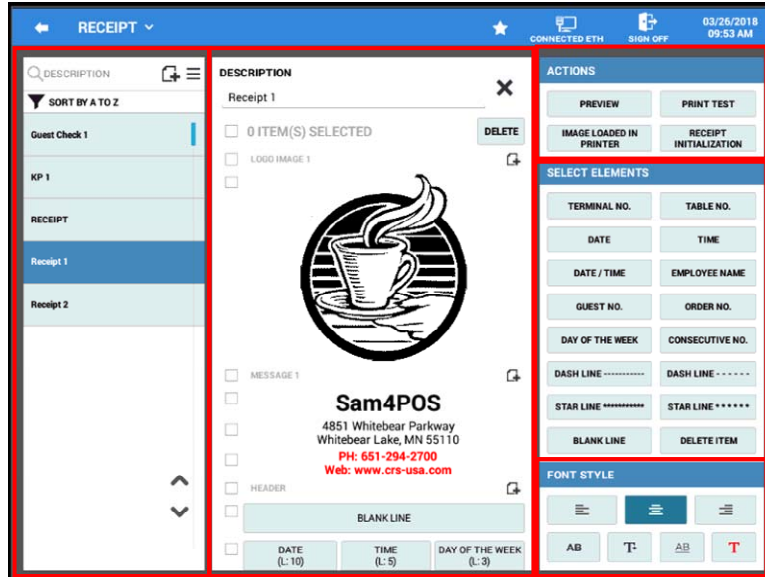 RECEIPT
CONNECTED ETH
SIGN OFF
03/26/2018
09:53 AM
DESCRIPTION
SORT BY A TO Z
Guest Check 1
KP 1
RECEIPT
Receipt 1
Receipt 2
DESCRIPTION
Receipt 1
0 ITEM(S) SELECTED
DELETE
LOGO IMAGE 1
MESSAGE 1
Sam4POS
4851 Whitebear Parkway
Whitebear Lake, MN 55110
PH: 651-294-2700
Web: www.crs-usa.com
HEADER
BLANK LINE
DATE
(L: 10)
TIME
(L: 5)
DAY OF THE WEEK
(L: 3)
ACTIONS
PREVIEW
PRINT TEST
IMAGE LOADED IN
PRINTER
RECEIPT
INITIALIZATION
SELECT ELEMENTS
TERMINAL NO.
TABLE NO.
DATE
TIME
DATE / TIME
EMPLOYEE NAME
GUEST NO.
ORDER NO.
DAY OF THE WEEK
CONSECUTIVE NO.
DASH LINE -----------
DASH LINE - - - - - -
STAR LINE ***********
STAR LINE * * * * * *
BLANK LINE
DELETE ITEM
FONT STYLE
AB
T
AB
T